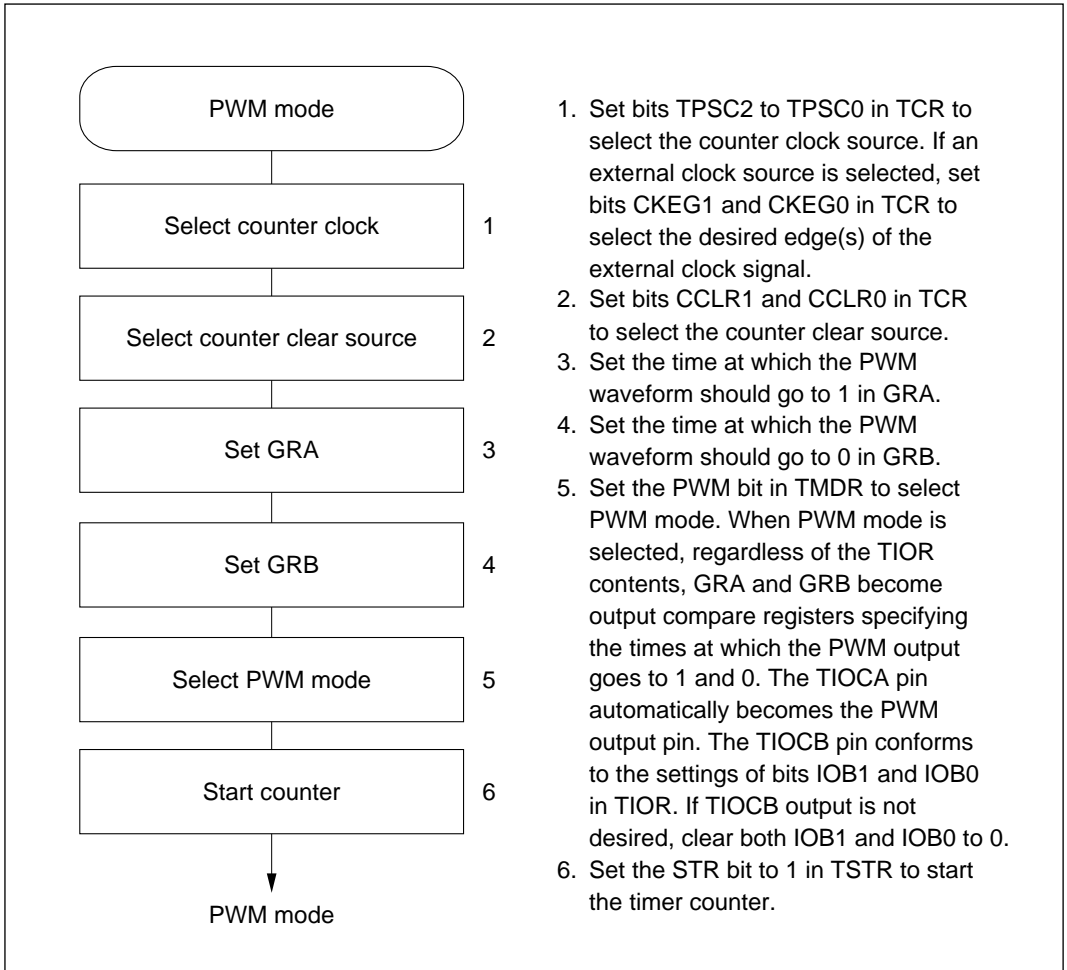 PWM mode
Select counter clock
1
Select counter clear source
2
Set GRA
3
Set GRB
4
Select PWM mode
5
Start counter
6
PWM mode
1. Set bits TPSC2 to TPSC0 in TCR to
select the counter clock source. If an
external clock source is selected, set
bits CKEG1 and CKEG0 in TCR to
select the desired edge(s) of the
external clock signal.
2. Set bits CCLR1 and CCLR0 in TCR
to select the counter clear source.
3. Set the time at which the PWM
waveform should go to 1 in GRA.
4. Set the time at which the PWM
waveform should go to 0 in GRB.
5. Set the PWM bit in TMDR to select
PWM mode. When PWM mode is
selected, regardless of the TIOR
contents, GRA and GRB become
output compare registers specifying
the times at which the PWM output
goes to 1 and 0. The TIOCA pin
automatically becomes the PWM
output pin. The TIOCB pin conforms
to the settings of bits IOB1 and IOB0
in TIOR. If TIOCB output is not
desired, clear both IOB1 and IOB0 to 0.
6. Set the STR bit to 1 in TSTR to start
the timer counter.